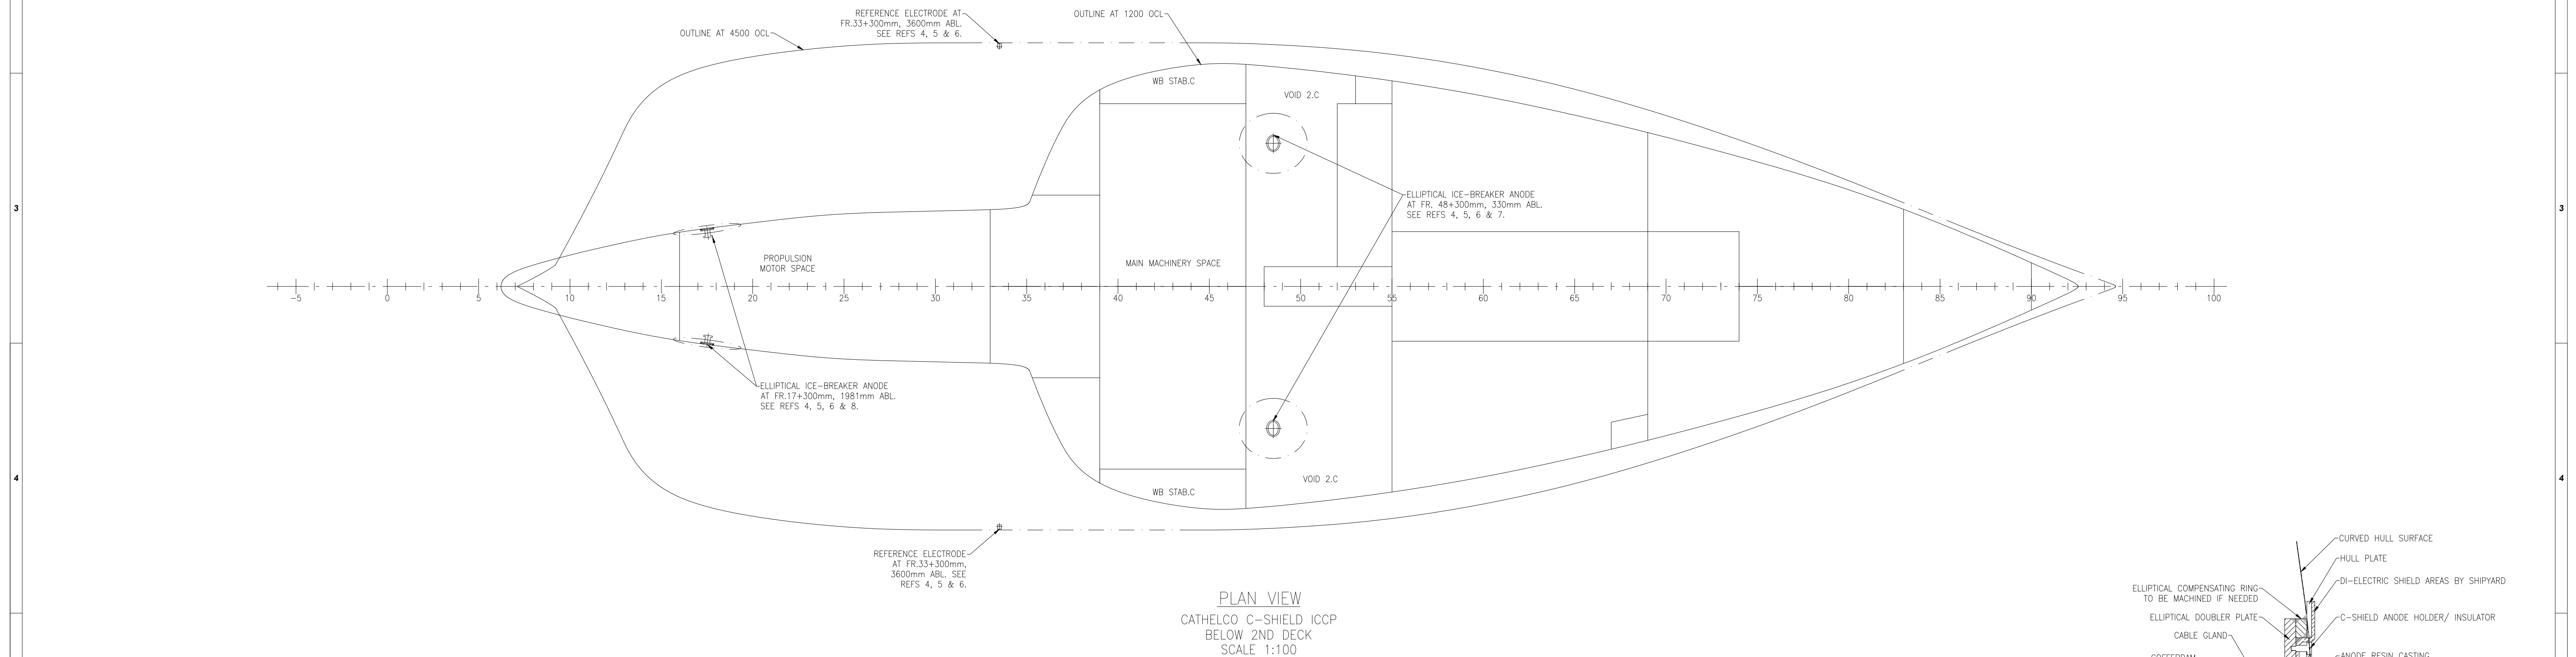 REFERENCE ELECTRODE AT
FR.33+300mm, 3600mm ABL.
SEE REFS 4, 5 & 6.
OUTLINE AT 1200 OCL
OUTLINE AT 4500 OCL
WB STAB.C
VOID 2.C
ELLIPTICAL ICE-BREAKER ANODE
AT FR. 48+300mm, 330mm ABL.
SEE REFS 4, 5, 6 & 7.
3
3
PROPULSION
MOTOR SPACE
MAIN MACHINERY SPACE
-5 0 5 10 15 20 25 30 35 40 45 50 55 60 65 70 75 80 85 90 95 100
ELLIPTICAL ICE-BREAKER ANODE
AT FR.17+300mm, 1981mm ABL.
SEE REFS 4, 5, 6 & 8.
4
4
WB STAB.C
VOID 2.C
REFERENCE ELECTRODE
AT FR.33+300mm,
3600mm ABL. SEE
REFS 4, 5 & 6.
PLAN VIEW
CATHELCO C-SHIELD ICCP
BELOW 2ND DECK
SCALE 1:100
CURVED HULL SURFACE
HULL PLATE
DI-ELECTRIC SHIELD AREAS BY SHIPYARD
ELLIPTICAL COMPENSATING RING
TO BE MACHINED IF NEEDED
ELLIPTICAL DOUBLER PLATE
C-SHIELD ANODE HOLDER/ INSULATOR
CABLE GLAND
COFFERDAM
ANODE RESIN CASTING